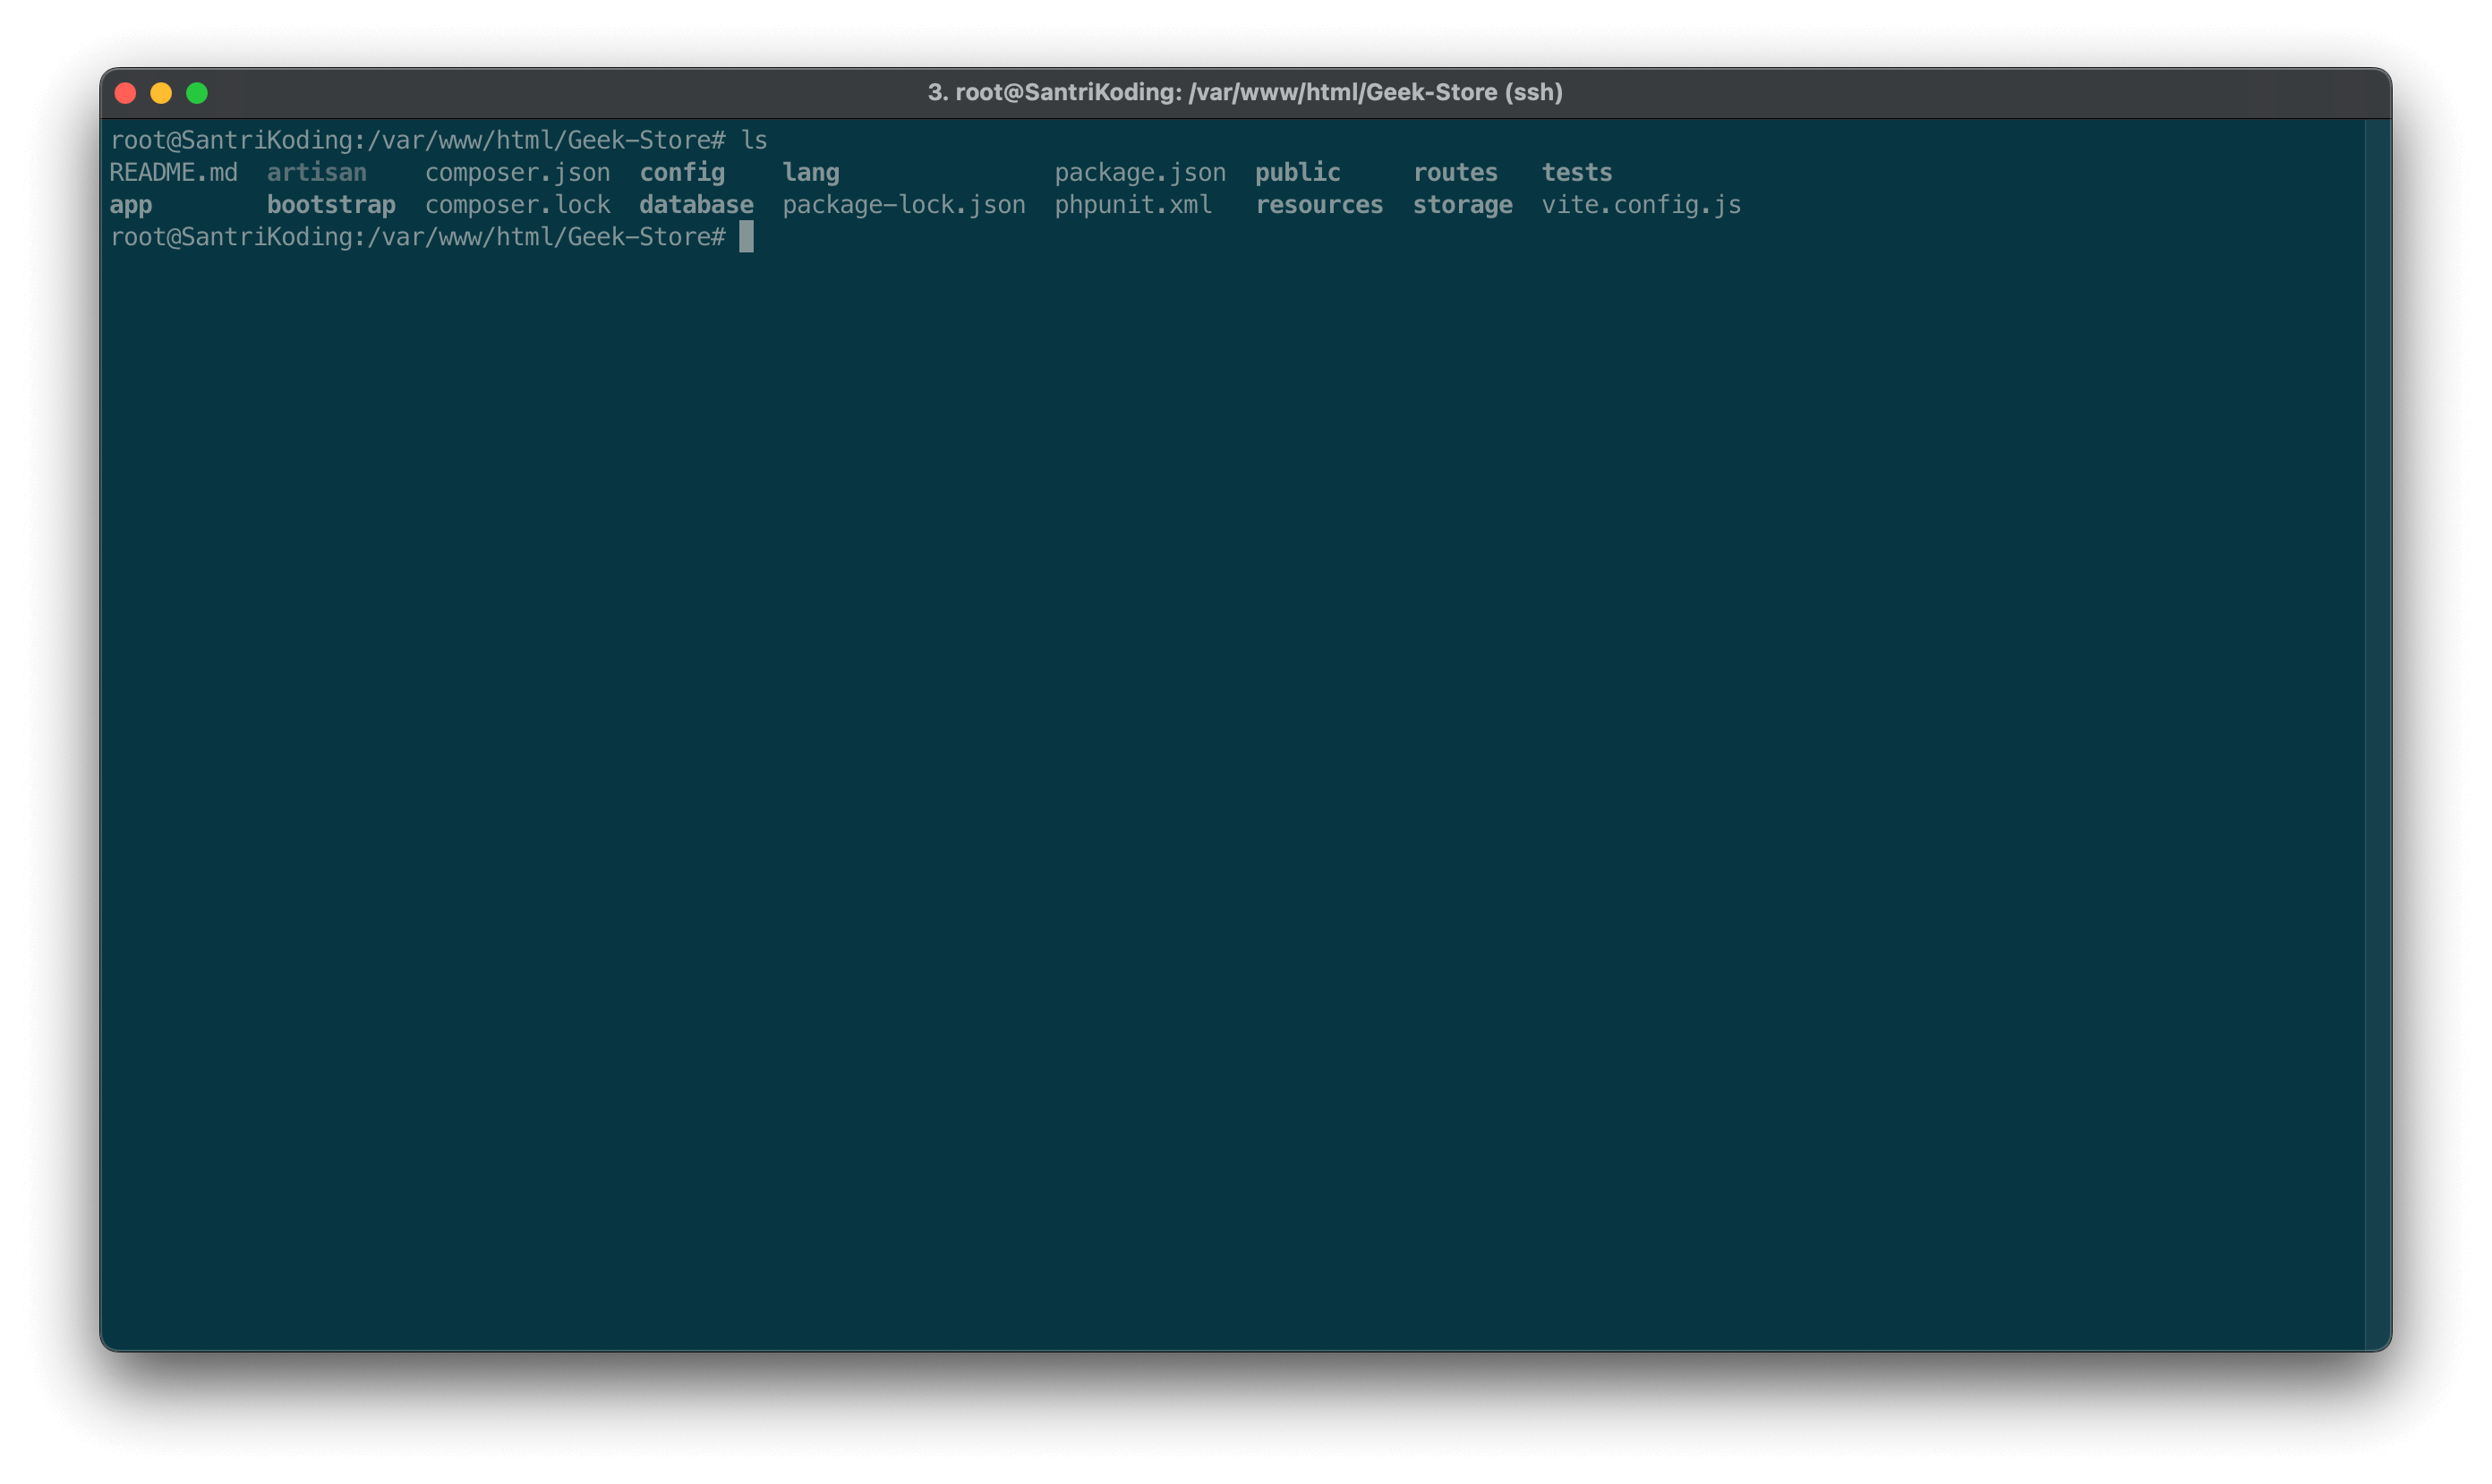 3. root@SantriKoding: /var/www/html/Geek-Store (ssh)
root@SantriKoding:/var/www/html/Geek-Store# ls
README.md  artisan    composer.json  config    lang               package.json  public     routes   tests
app        bootstrap  composer.lock  database  package-lock.json  phpunit.xml   resources  storage  vite.config.js
root@SantriKoding:/var/www/html/Geek-Store#